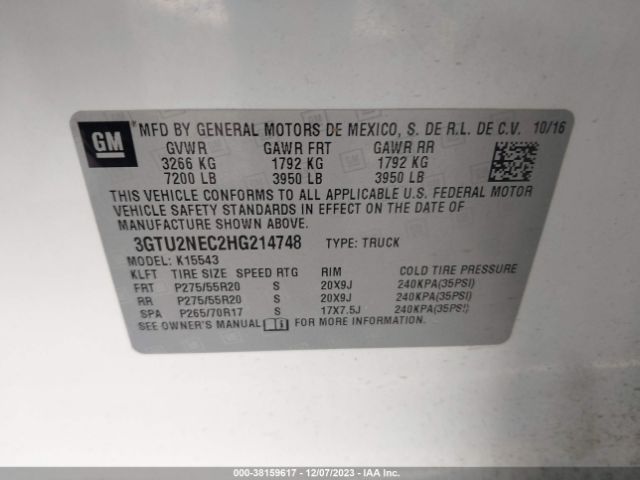 GM
*MFD BY GENERAL MOTORS DE MEXICO, S. DE R.L. DE C.V. 10/16
GVWR GAWR FRT GAWR RR
3266 KG 1792 KG 1792 KG
7200 LB 3950 LB 3950 LB
THIS VEHICLE CONFORMS TO ALL APPLICABLE U.S. FEDERAL MOTOR
VEHICLE SAFETY STANDARDS IN EFFECT ON THE DATE OF
MANUFACTURE SHOWN ABOVE.
3GTU2NEC2HG214748 TYPE: TRUCK
MODEL: K15543
KLFT TIRE SIZE SPEED RTG RIM COLD TIRE PRESSURE
FRT P275/55R20 S 20X9J 240KPA(35PSI)
RR P275/55R20 S 20X9J 240KPA(35PSI)
SPA P265/70R17 S 17X7.5J 240KPA(35PSI)
SEE OWNER'S MANUAL FOR MORE INFORMATION.
000-38159617 - 12/07/2023 - IAA Inc.